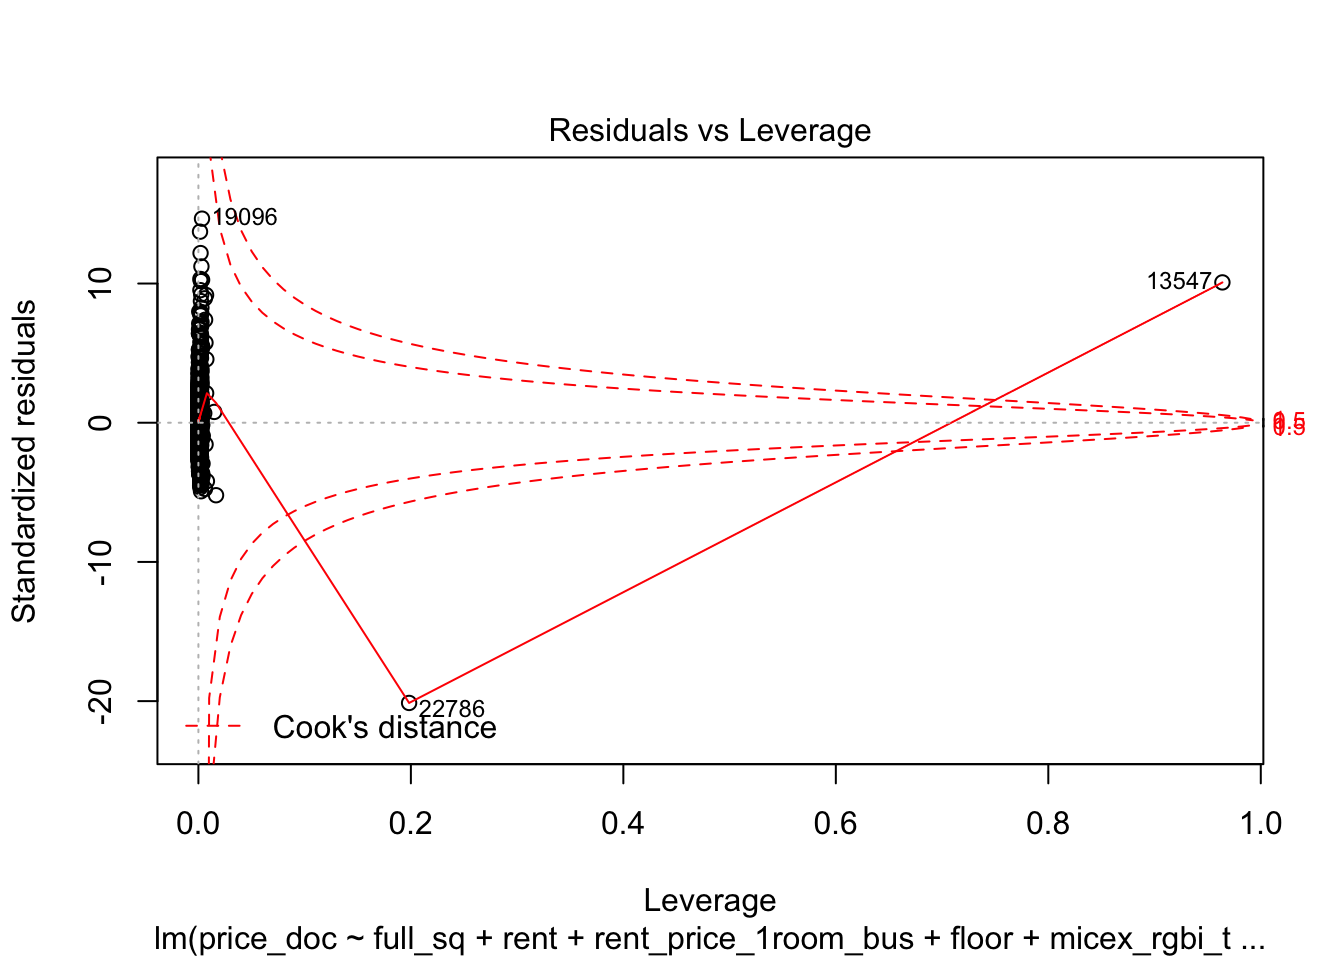 Residuals vs Leverage
19096
13547
22786
Cook's distance
Standardized residuals
10
0
-10
-20
0.0 0.2 0.4 0.6 0.8 1.0
Leverage
lm(price_doc ~ full_sq + rent + rent_price_1room_bus + floor + micex_rgbi_t ...